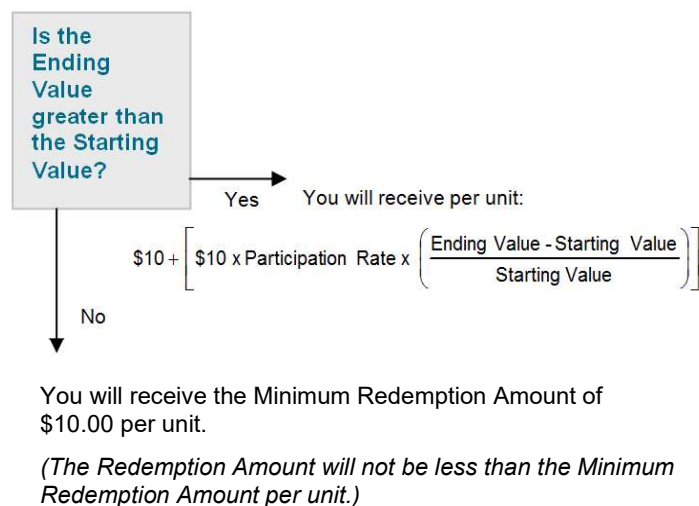 Is the
Ending
Value
greater than
the Starting
Value?
Yes
You will receive per unit:
$10 + [ $10 x Participation Rate x ( Ending Value - Starting Value
Starting Value ) ]
No
You will receive the Minimum Redemption Amount of
$10.00 per unit.
(The Redemption Amount will not be less than the Minimum
Redemption Amount per unit.)